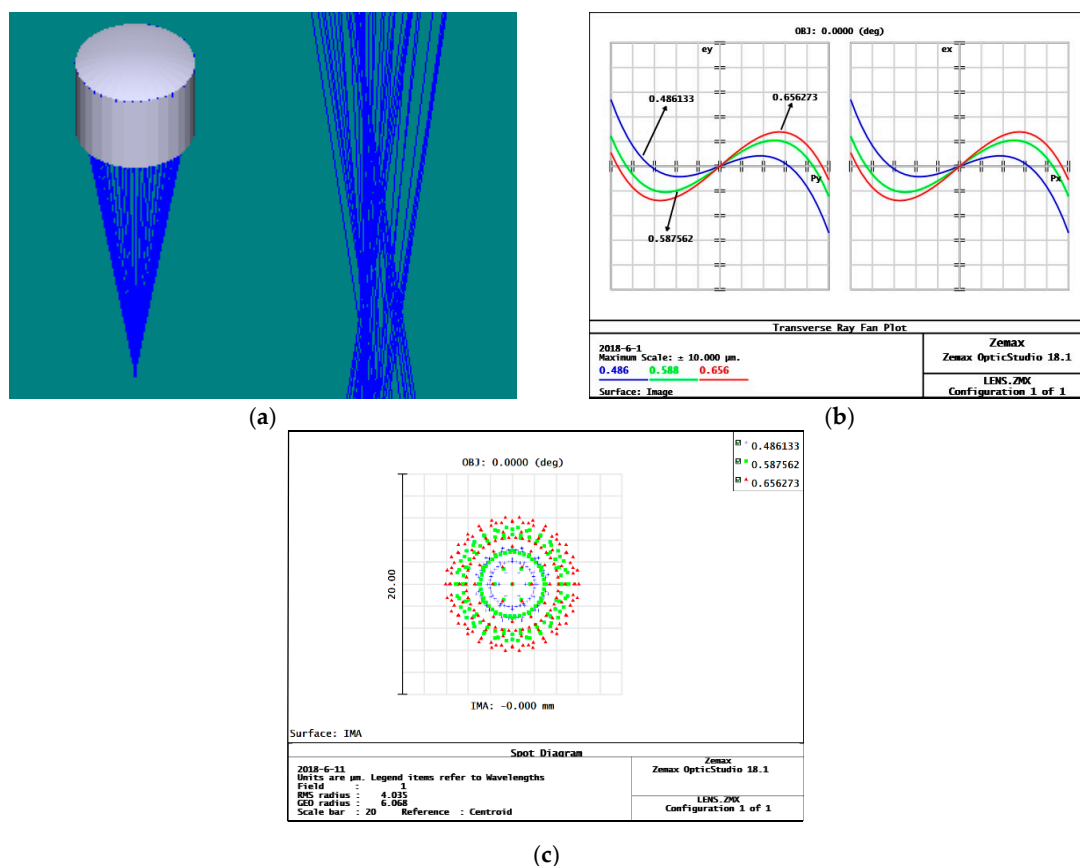 (a)
OBJ: 0.0000 (deg)
ey
ex
0.486133
0.656273
0.587562
Py
Px
Transverse Ray Fan Plot
2018-6-1
Maximum Scale: ± 10.000 μm.
0.486 0.588 0.656
Surface: Image
Zemax
Zemax OpticStudio 18.1
LENS.ZMX
Configuration 1 of 1
(b)
OBJ: 0.0000 (deg)
0.486133
0.587562
0.656273
20.00
IMA: -0.000 mm
Surface: IMA
Spot Diagram
2018-6-11
Units are μm. Legend items refer to Wavelengths
Field : 1
RMS radius : 4.035
GEO radius : 6.068
Scale bar : 20 Reference : Centroid
Zemax
Zemax OpticStudio 18.1
LENS.ZMX
Configuration 1 of 1
(c)